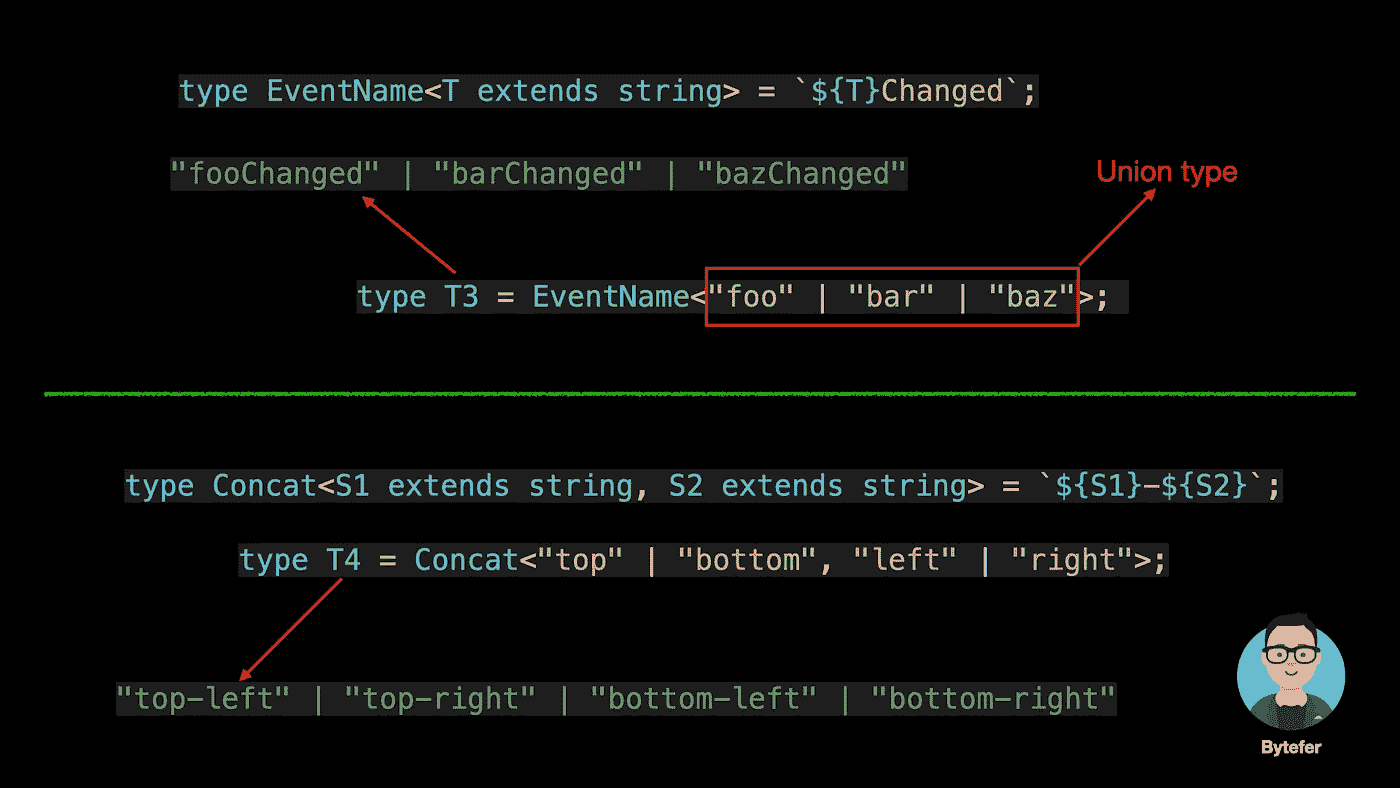 type EventName<T extends string> = `${T}Changed`;
"fooChanged" | "barChanged" | "bazChanged"
Union type
type T3 = EventName<"foo" | "bar" | "baz">;
type Concat<S1 extends string, S2 extends string> = `${S1}-${S2}`;
type T4 = Concat<"top" | "bottom", "left" | "right">;
"top-left" | "top-right" | "bottom-left" | "bottom-right"
Bytefer